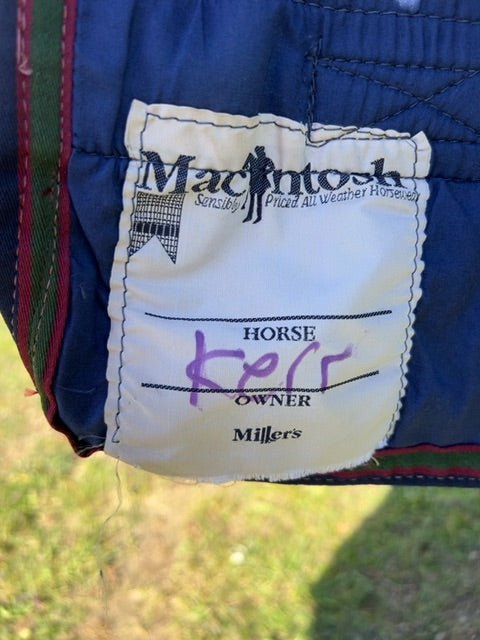 MacIntosh
Sensibly Priced All Weather Horsewear
HORSE
Kerr
OWNER
Miller's